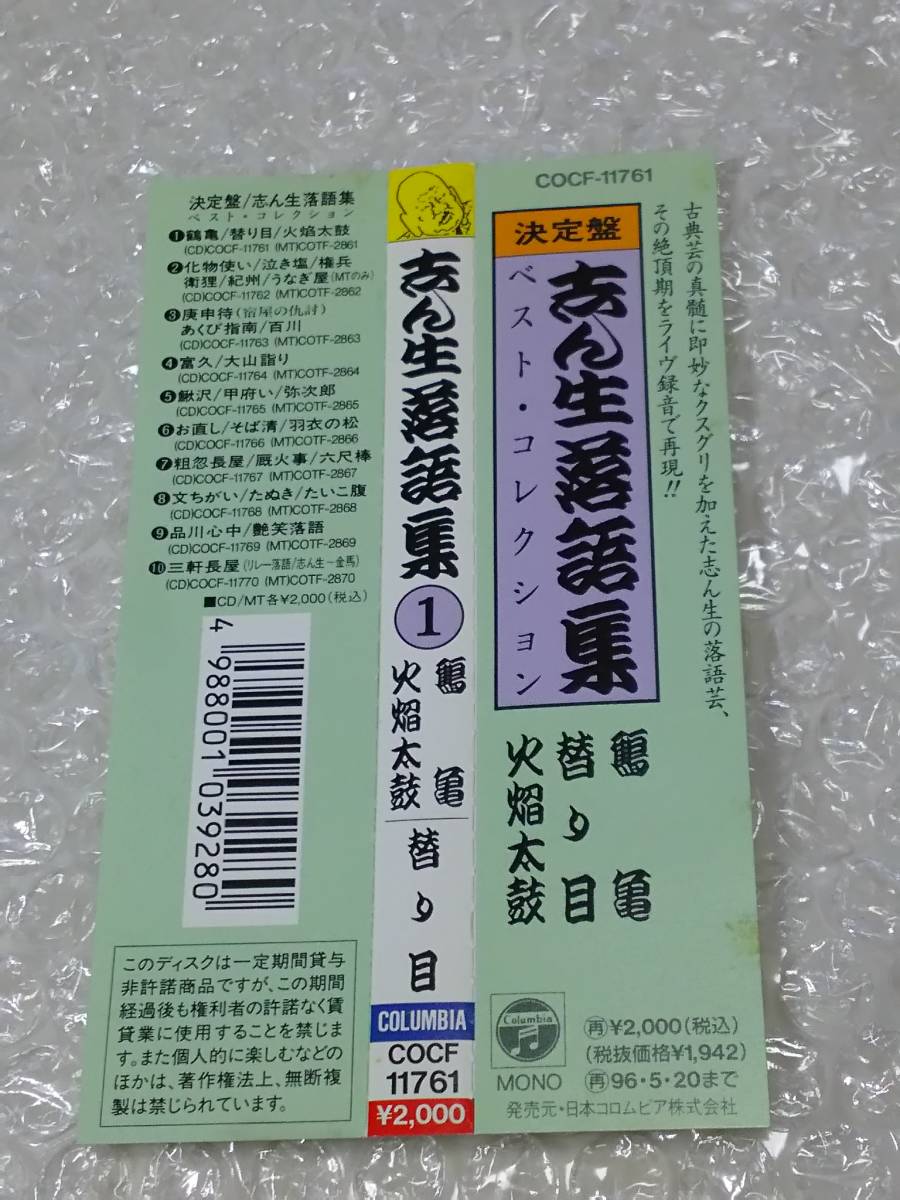 決定盤/志ん生落語集
ベスト・コレクション
❶鶴亀/替り目/火焔太鼓
(CD)COCF-11761 (MT)COTF-2861
❷化物使い/泣き塩/権兵
衛狸/紀州/うなぎ屋(MTのみ)
(CD)COCF-11762 (MT)COTF-2862
❸庚申待(宿屋の仇討)
あくび指南/百川
(CD)COCF-11763 (MT)COTF-2863
❹富久/大山詣り
(CD)COCF-11764 (MT)COTF-2864
❺鰍沢/甲府い/弥次郎
(CD)COCF-11765 (MT)COTF-2865
❻お直し/そば清/羽衣の松
(CD)COCF-11766 (MT)COTF-2866
❼粗忽長屋/厩火事/六尺棒
(CD)COCF-11767 (MT)COTF-2867
❽文ちがい/たぬき/たいこ腹
(CD)COCF-11768 (MT)COTF-2868
❾品川心中/艶笑落語
(CD)COCF-11769 (MT)COTF-2869
❿三軒長屋(リレー落語/志ん生~金馬)
(CD)COCF-11770 (MT)COTF-2870
■CD/MT各¥2,000(税込)
4 988001 039280
このディスクは一定期間貸与
非許諾商品ですが、この期間
経過後も権利者の許諾なく賃
貸業に使用することを禁じま
す。また個人的に楽しむなどの
ほかは、著作権法上、無断複
製は禁じられています。
志ん生落語集
1
鶴亀
火焔太鼓
替り目
COLUMBIA
COCF
11761
¥2,000
COCF-11761
古典芸の真髄に即妙なクスグリを加えた志ん生の落語芸、
その絶頂期をライヴ録音で再現!!
決定盤
志ん生落語集
ベスト・コレクション
鶴亀
替り目
火焔太鼓
Columbia
MONO
再¥2,000(税込)
(税抜価格¥1,942)
再96・5・20まで
発売元・日本コロムビア株式会社